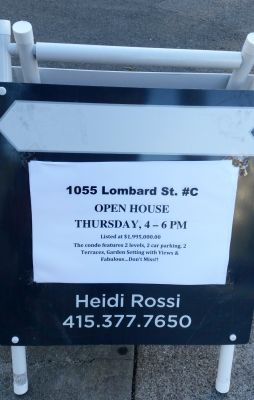 1055 Lombard St. #C
OPEN HOUSE
THURSDAY, 4 – 6 PM
Listed at $1,995,000.00
The condo features 2 levels, 2 car parking, 2
Terraces, Garden Setting with Views &
Fabulous...Don't Miss!!
Heidi Rossi
415.377.7650